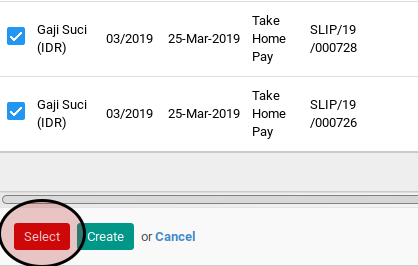 Gaji Suci (IDR) 03/2019 25-Mar-2019 Take Home Pay SLIP/19/000728
Gaji Suci (IDR) 03/2019 25-Mar-2019 Take Home Pay SLIP/19/000726
Select Create or Cancel